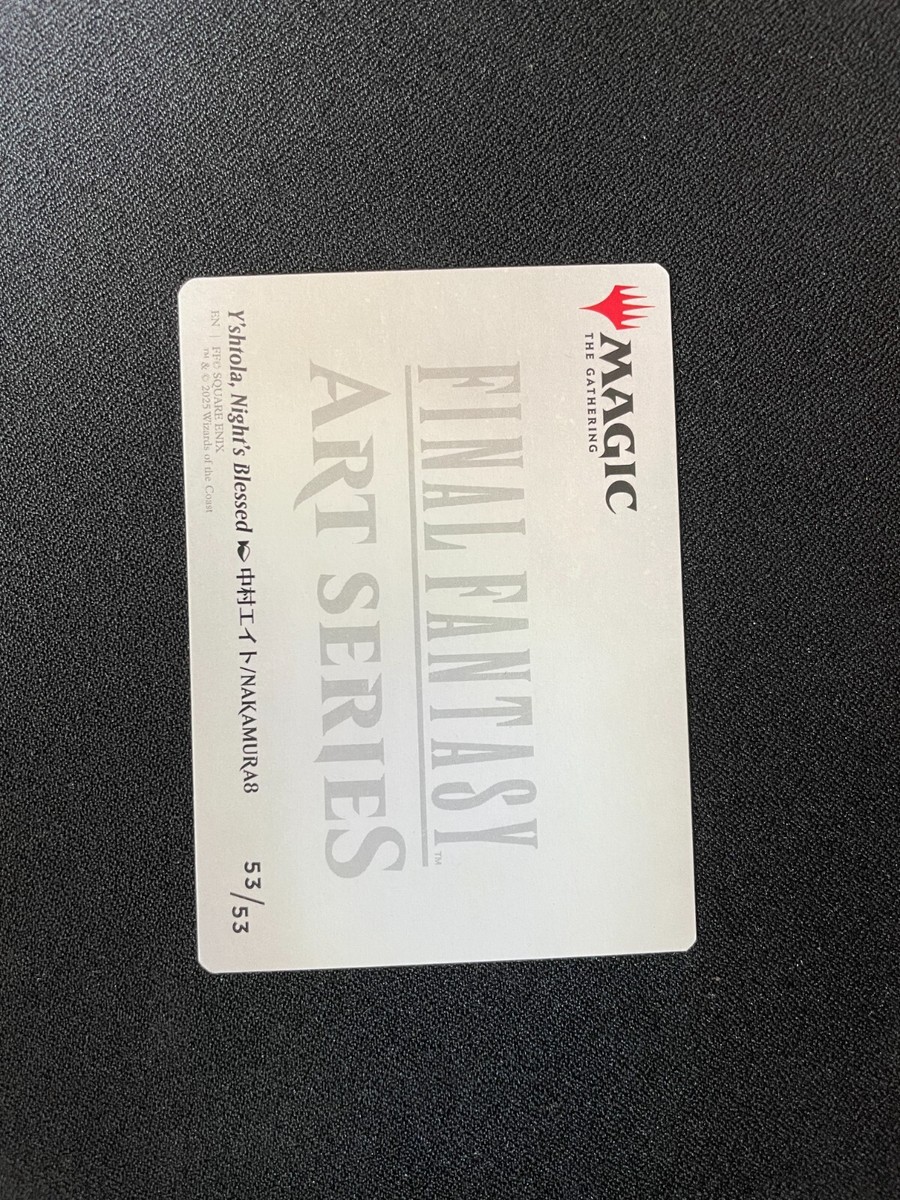 MAGIC
THE GATHERING
FINAL FANTASY™
ART SERIES
Y'shtola, Night's Blessed 中村エイト/NAKAMURA8
53/53
EN | FF© SQUARE ENIX
™ & © 2025 Wizards of the Coast